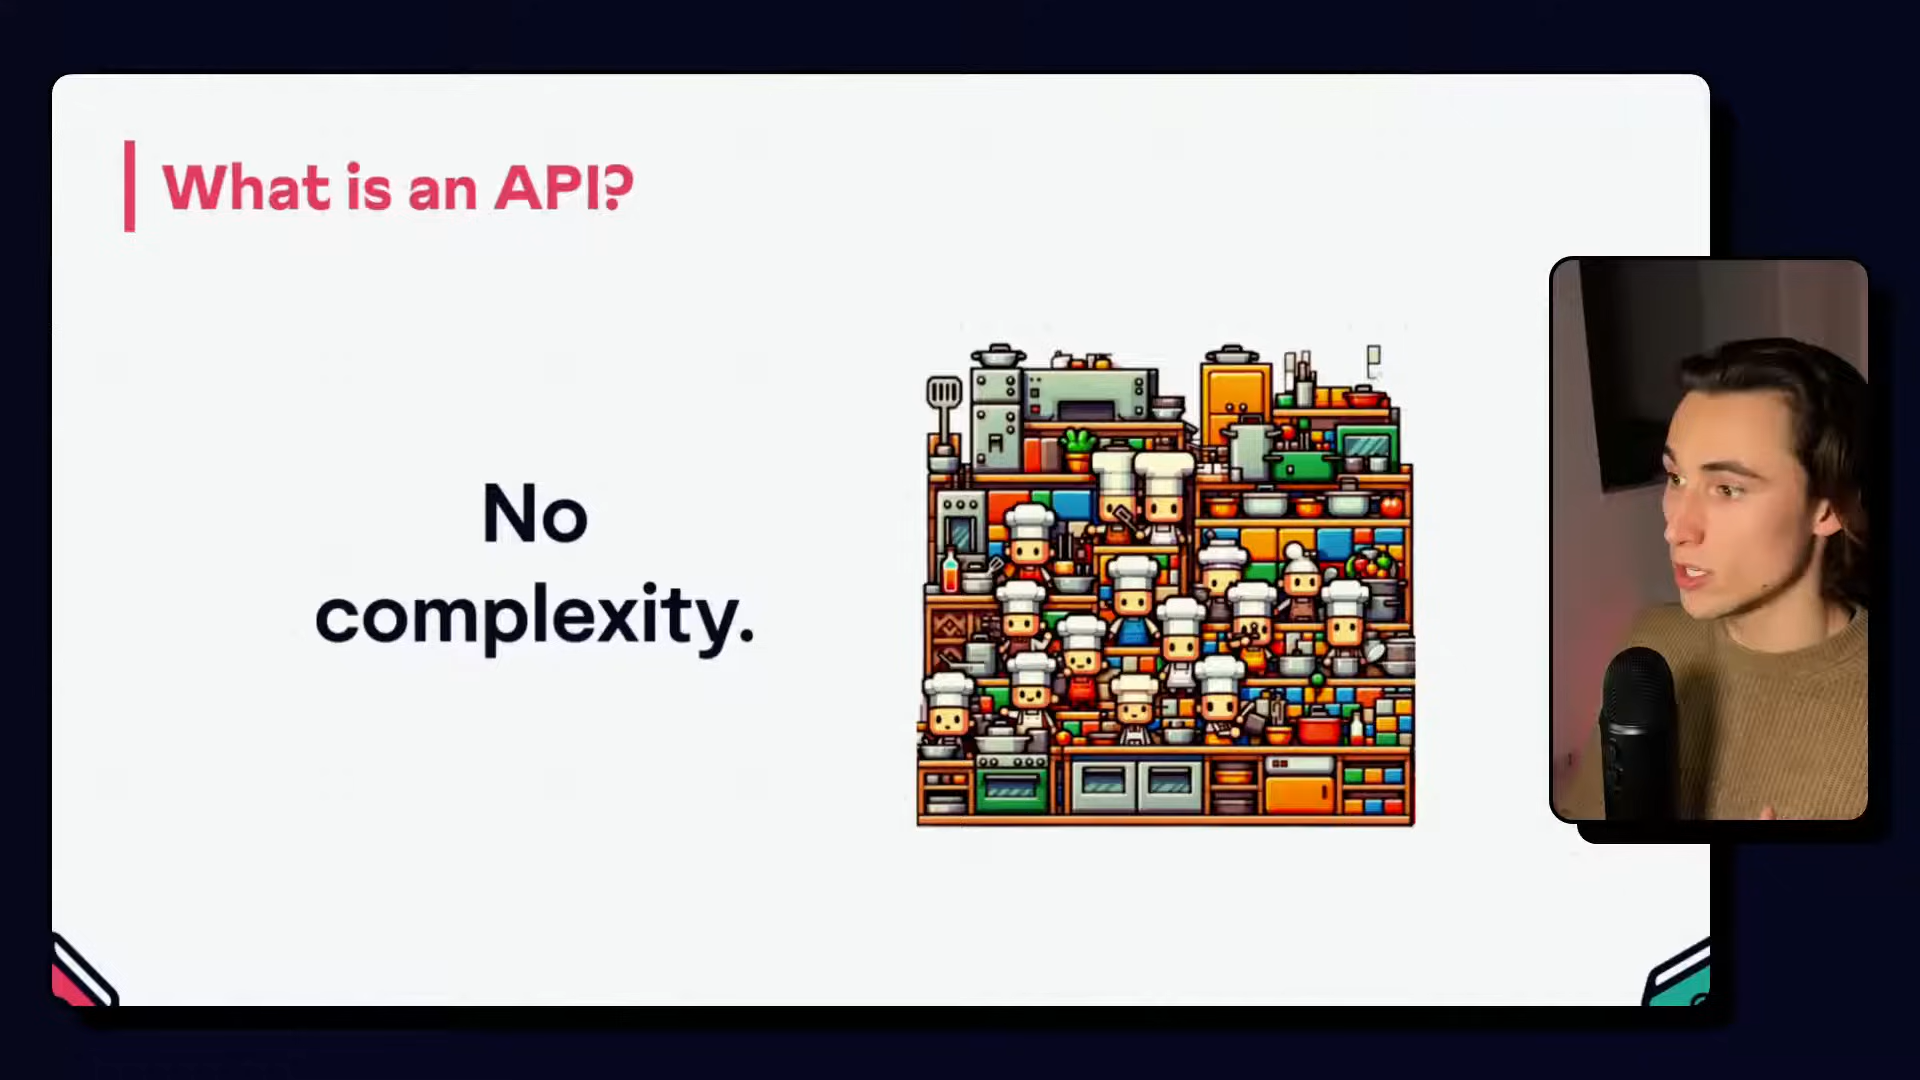 What is an API?
No
complexity.